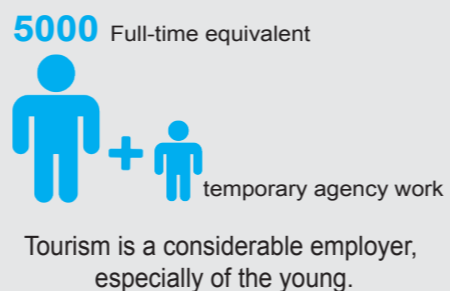 5000 Full-time equivalent
+
temporary agency work
Tourism is a considerable employer,
especially of the young.